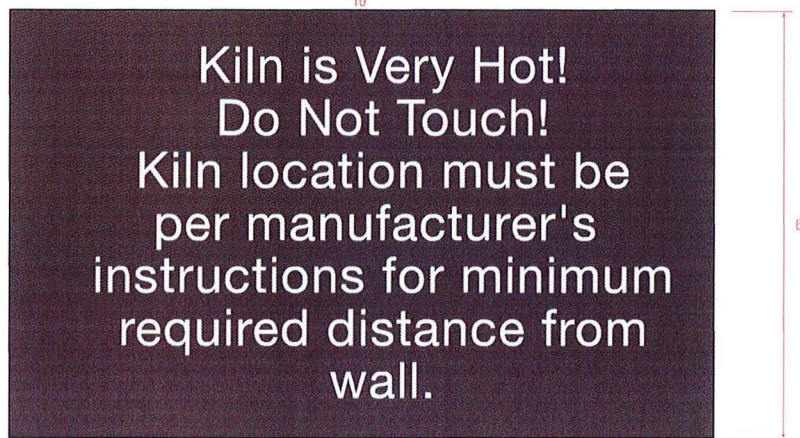 10
Kiln is Very Hot!
Do Not Touch!
Kiln location must be
per manufacturer's
instructions for minimum
required distance from
wall.